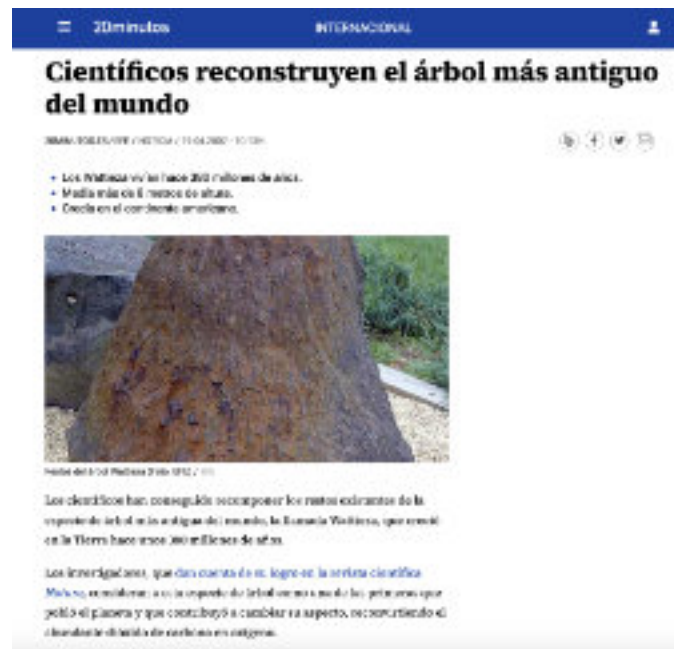 20minutos
INTERNACIONAL
Científicos reconstruyen el árbol más antiguo
del mundo
Los Wattieza vivían hace 380 millones de años.
Medía más de 8 metros de altura.
Crecía en el continente americano.
Los científicos han conseguido recomponer los restos existentes de la
especie de árbol más antigua del mundo, la llamada Wattieza, que creció
en la Tierra hace unos millones de años.
Los investigadores, que dan cuenta de su logro en la revista científica
Nature, consideran a esta especie de árbol como una de las primeras que
pobló el planeta y que contribuyó a cambiar su aspecto, reconvirtiendo el
abundante dióxido de carbono en oxígeno.